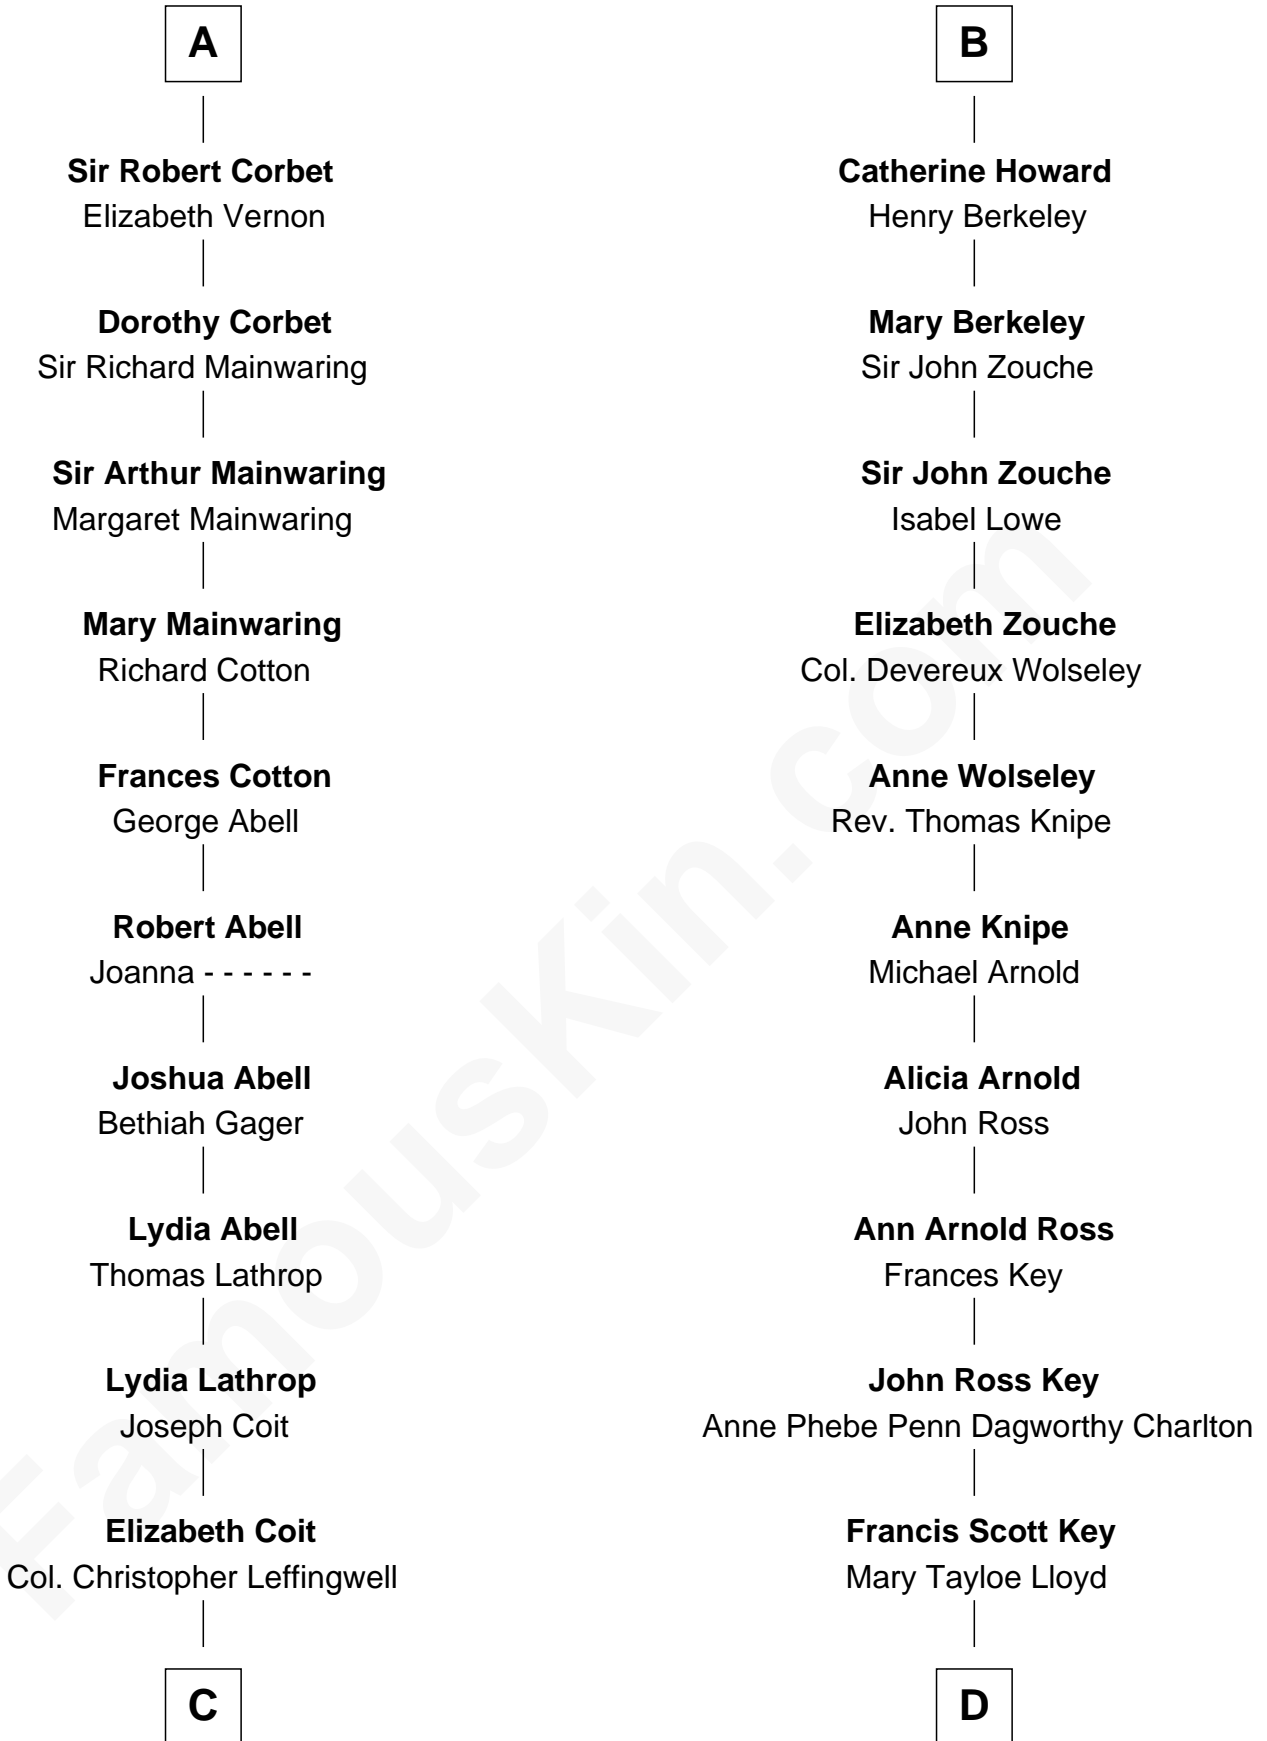 A
Sir Robert Corbet
Elizabeth Vernon
Dorothy Corbet
Sir Richard Mainwaring
Sir Arthur Mainwaring
Margaret Mainwaring
Mary Mainwaring
Richard Cotton
Frances Cotton
George Abell
Robert Abell
Joanna - - - - - -
Joshua Abell
Bethiah Gager
Lydia Abell
Thomas Lathrop
Lydia Lathrop
Joseph Coit
Elizabeth Coit
Col. Christopher Leffingwell
C
B
Catherine Howard
Henry Berkeley
Mary Berkeley
Sir John Zouche
Sir John Zouche
Isabel Lowe
Elizabeth Zouche
Col. Devereux Wolseley
Anne Wolseley
Rev. Thomas Knipe
Anne Knipe
Michael Arnold
Alicia Arnold
John Ross
Ann Arnold Ross
Frances Key
John Ross Key
Anne Phebe Penn Dagworthy Charlton
Francis Scott Key
Mary Tayloe Lloyd
D
FamousKin.com